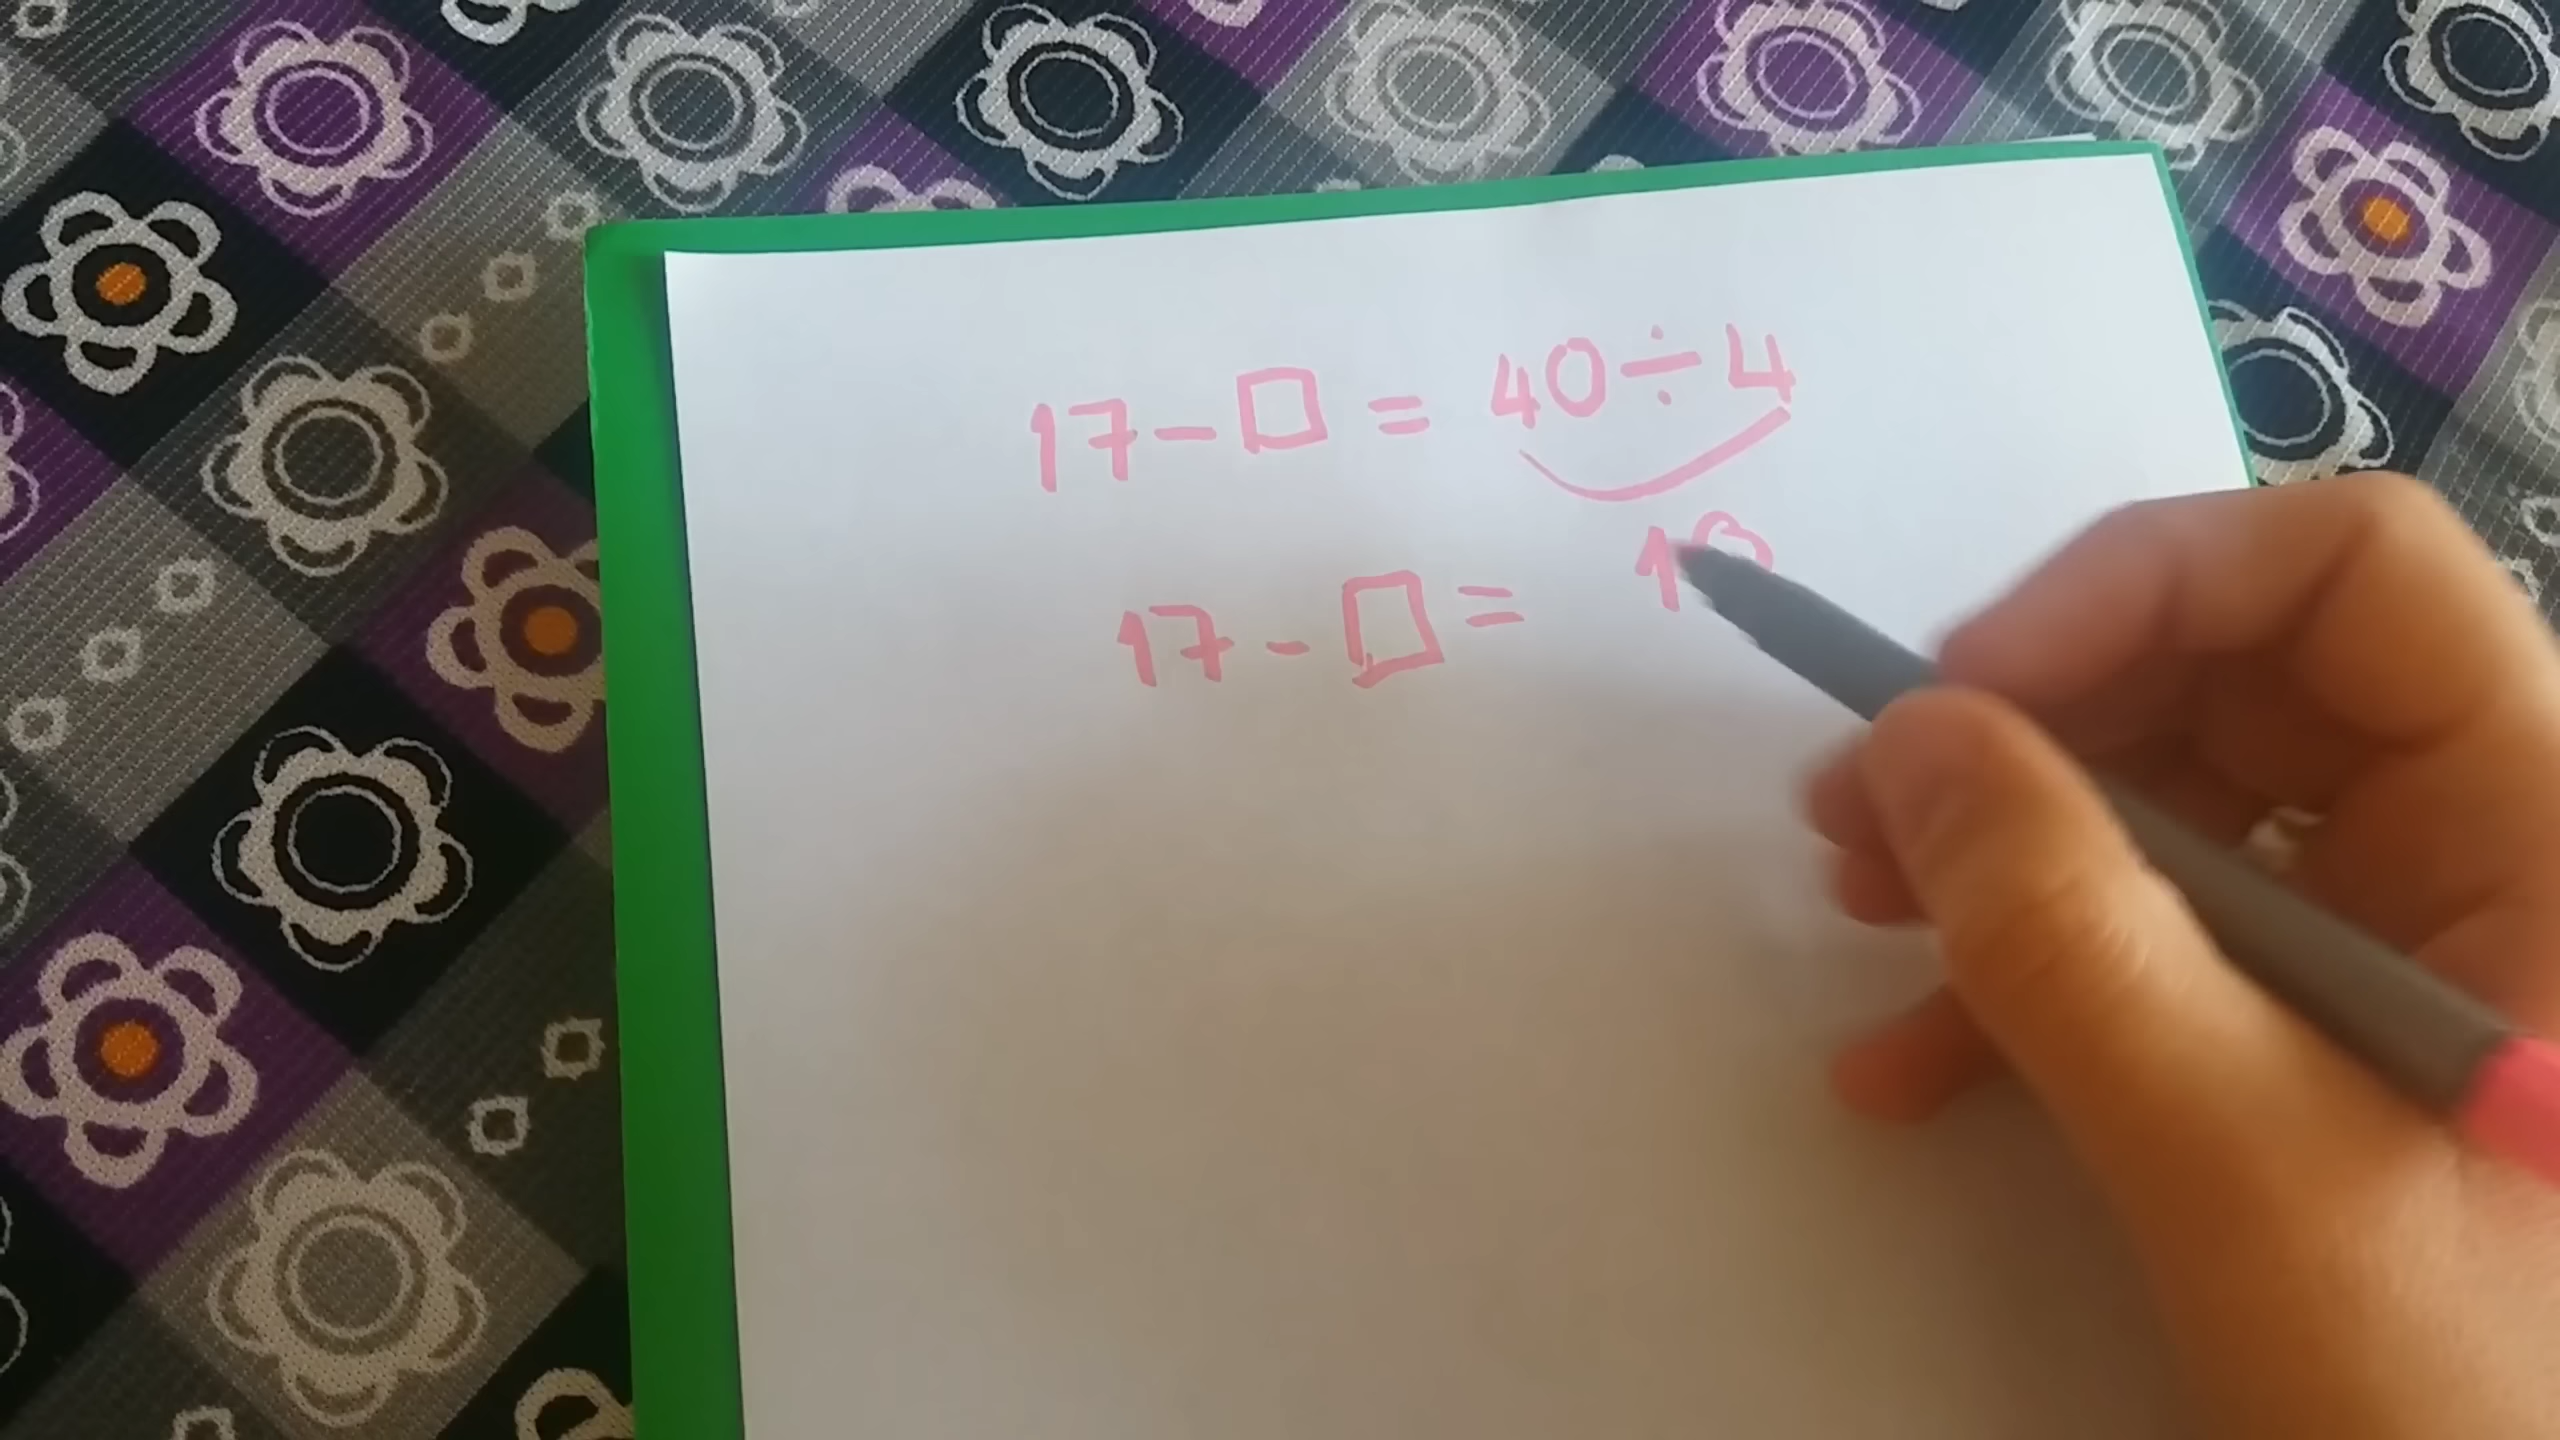 17-□ = 40÷4
17-□ = 10